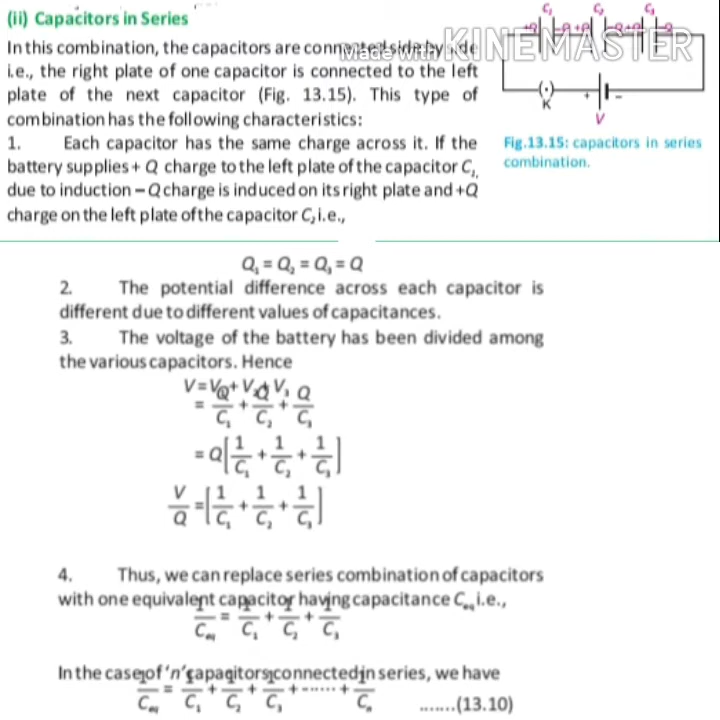 (ii) Capacitors in Series
In this combination, the capacitors are connected side by side
i.e., the right plate of one capacitor is connected to the left
plate of the next capacitor (Fig. 13.15). This type of
combination has the following characteristics:
1. Each capacitor has the same charge across it. If the
battery supplies + Q charge to the left plate of the capacitor C₁,
due to induction – Q charge is induced on its right plate and +Q
charge on the left plate of the capacitor C₂ i.e.,
Made with KINEMASTER
C₁ C₂ C₃
+Q -Q +Q -Q +Q -Q
K + -
V
Fig.13.15: capacitors in series
combination.
Q₁ = Q₂ = Q₃ = Q
2. The potential difference across each capacitor is
different due to different values of capacitances.
3. The voltage of the battery has been divided among
the various capacitors. Hence
V = V₁ + V₂ + V₃
= Q/C₁ + Q/C₂ + Q/C₃
= Q[1/C₁ + 1/C₂ + 1/C₃]
V/Q = [1/C₁ + 1/C₂ + 1/C₃]
4. Thus, we can replace series combination of capacitors
with one equivalent capacitor having capacitance Cₑq i.e.,
1/Cₑq = 1/C₁ + 1/C₂ + 1/C₃
In the case of 'n' capacitors connected in series, we have
1/Cₑq = 1/C₁ + 1/C₂ + 1/C₃ + ------ + 1/Cₙ .......(13.10)